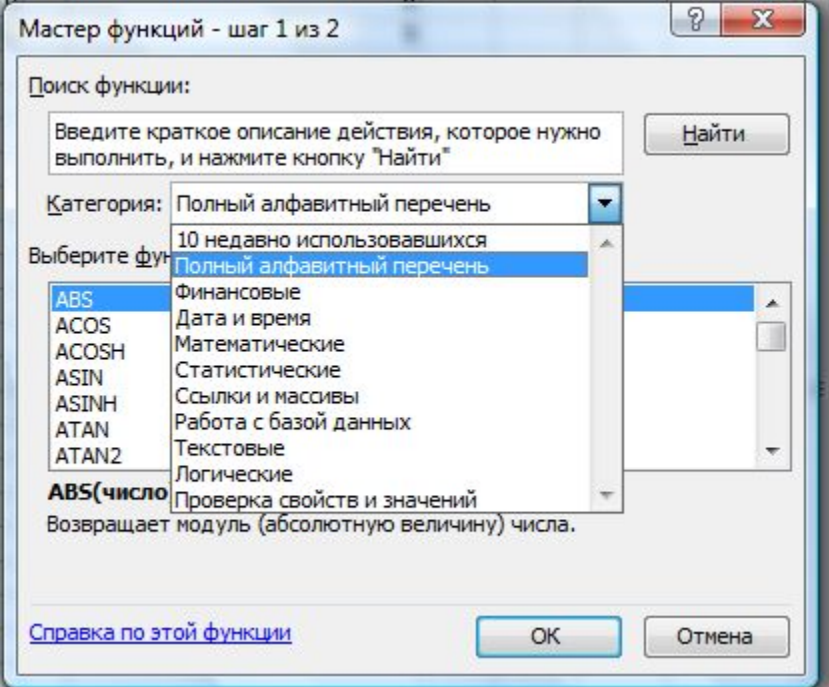 Мастер функций - шаг 1 из 2
Поиск функции:
Введите краткое описание действия, которое нужно
выполнить, и нажмите кнопку "Найти"
Найти
Категория: Полный алфавитный перечень
10 недавно использовавшихся
Полный алфавитный перечень
Финансовые
Дата и время
Математические
Статистические
Ссылки и массивы
Работа с базой данных
Текстовые
Логические
Проверка свойств и значений
Выберите фун
ABS
ACOS
ACOSH
ASIN
ASINH
ATAN
ATAN2
ABS(число
Возвращает модуль (абсолютную величину) числа.
Справка по этой функции
ОК
Отмена